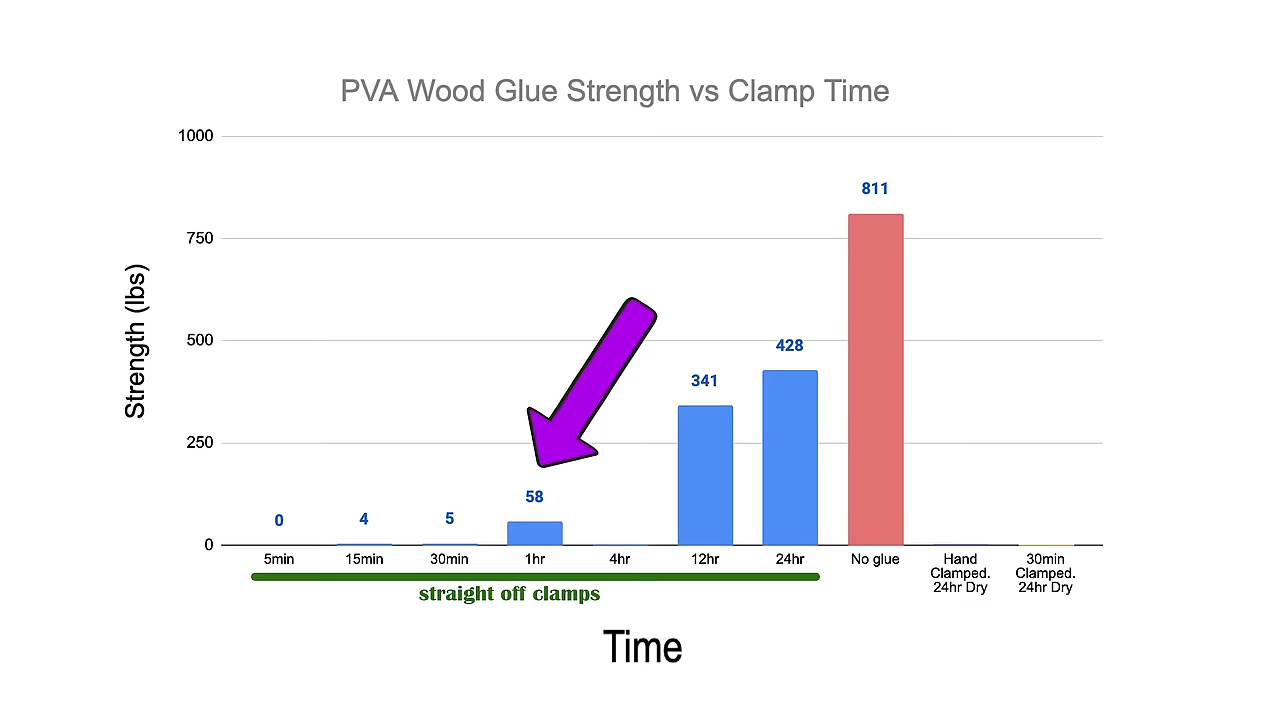 PVA Wood Glue Strength vs Clamp Time
1000
750
500
250
0
Strength (lbs)
0
4
5
58
341
428
811
5min
15min
30min
1hr
4hr
12hr
24hr
No glue
Hand
Clamped.
24hr Dry
30min
Clamped.
24hr Dry
straight off clamps
Time